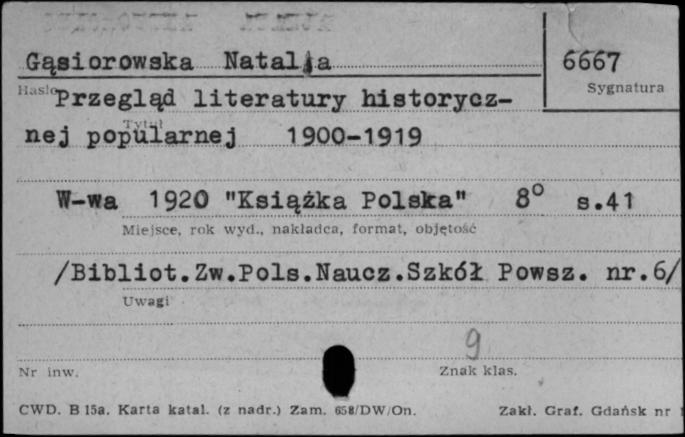 Gąsiorowska Natalia
6667
Hasło
Sygnatura
Przegląd literatury historycz-
Tytuł
nej popularnej 1900-1919
W-wa 1920 "Książka Polska" 8° s.41
Miejsce, rok wyd., nakładca, format, objętość
/Bibliot.Zw.Pols.Naucz.Szkół Powsz. nr.6/
Uwagi
9
Nr inw.
Znak klas.
CWD. B 15a. Karta katal. (z nadr.) Zam. 658/DW/On.
Zakł. Graf. Gdańsk nr